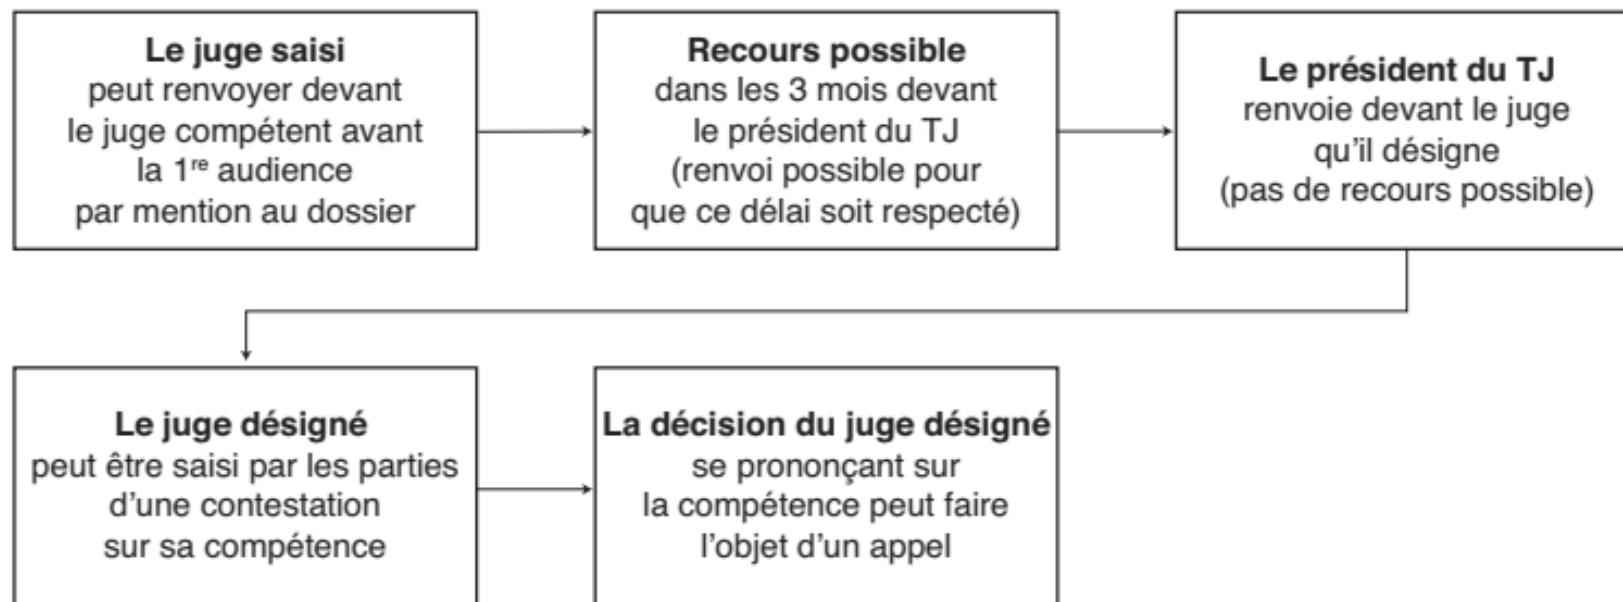 Le juge saisi
peut renvoyer devant
le juge compétent avant
la 1re audience
par mention au dossier
Recours possible
dans les 3 mois devant
le président du TJ
(renvoi possible pour
que ce délai soit respecté)
Le président du TJ
renvoie devant le juge
qu'il désigne
(pas de recours possible)
Le juge désigné
peut être saisi par les parties
d'une contestation
sur sa compétence
La décision du juge désigné
se prononçant sur
la compétence peut faire
l'objet d'un appel